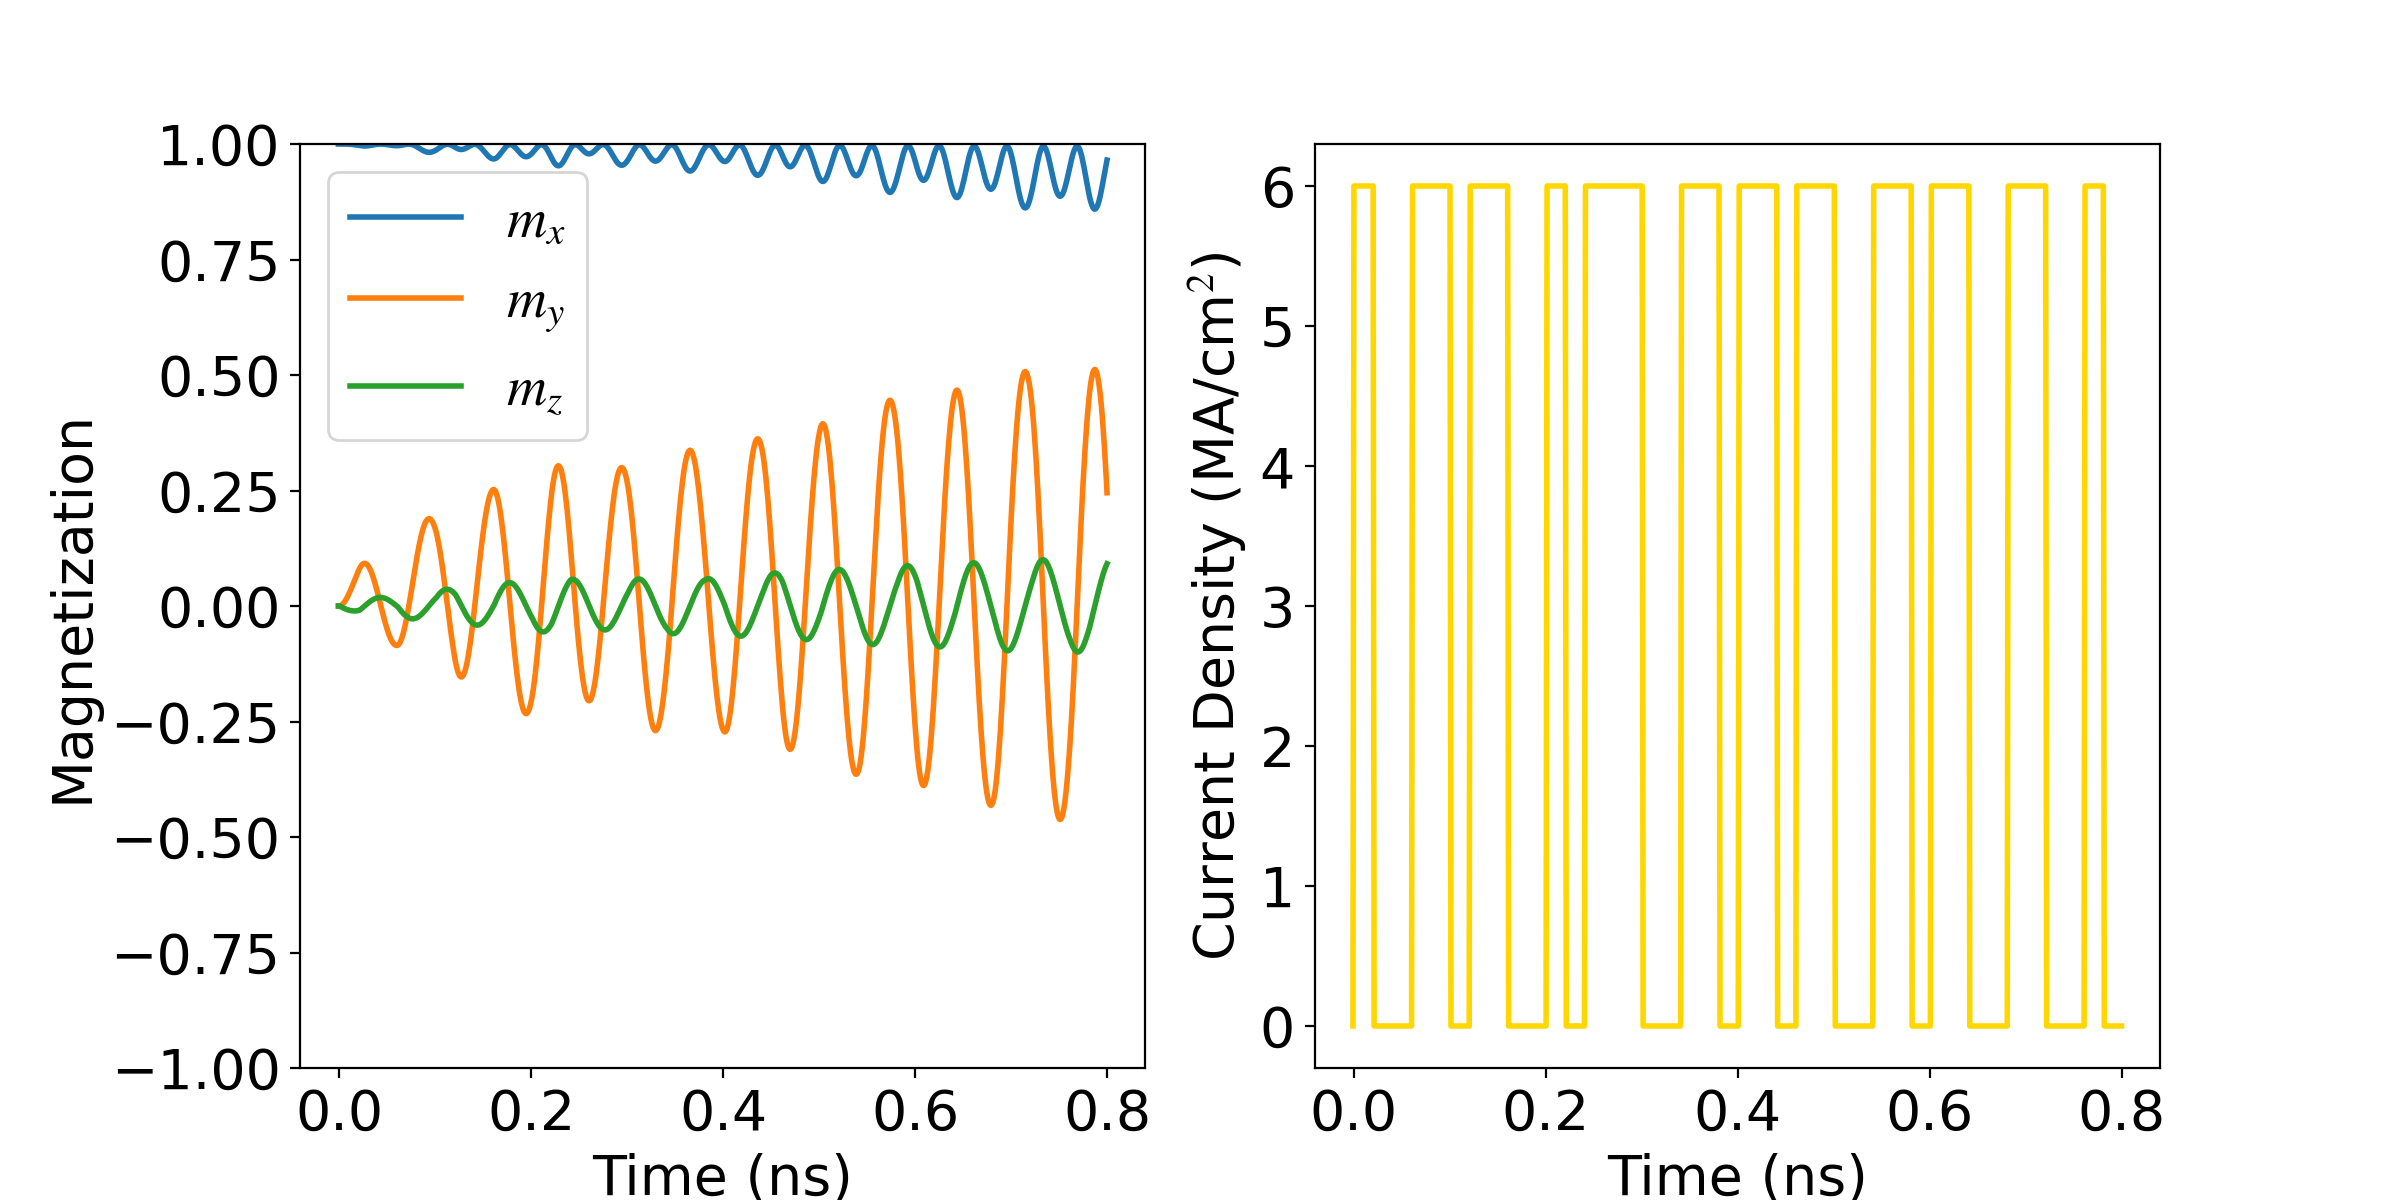 1.00
0.75
0.50
0.25
0.00
−0.25
−0.50
−0.75
−1.00
Magnetization
m_x
m_y
m_z
0.0 0.2 0.4 0.6 0.8
Time (ns)
6
5
4
3
2
1
0
Current Density (MA/cm²)
0.0 0.2 0.4 0.6 0.8
Time (ns)